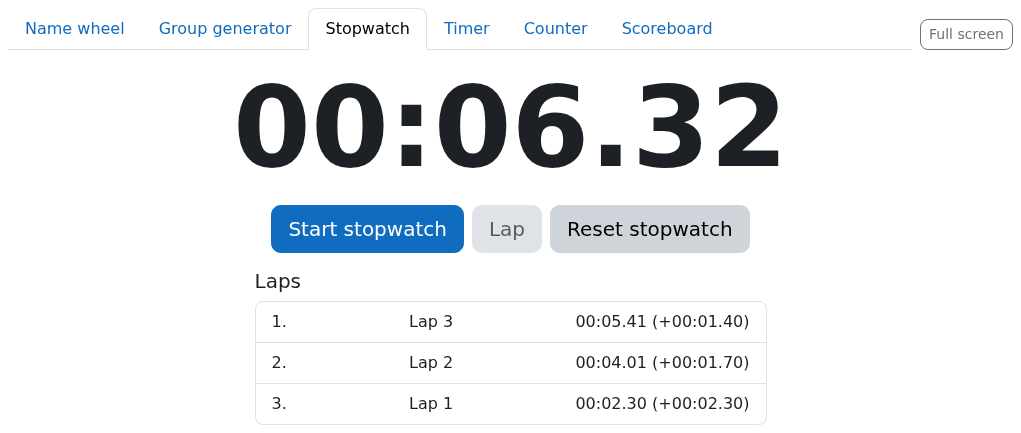 Name wheel Group generator Stopwatch Timer Counter Scoreboard Full screen
00:06.32
Start stopwatch Lap Reset stopwatch
Laps
1. Lap 3 00:05.41 (+00:01.40)
2. Lap 2 00:04.01 (+00:01.70)
3. Lap 1 00:02.30 (+00:02.30)